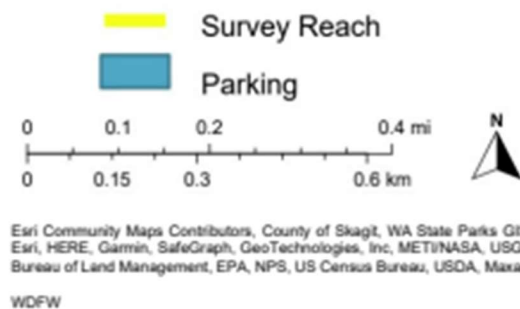 Survey Reach
Parking
0 0.1 0.2 0.4 mi
N
0 0.15 0.3 0.6 km
Esri Community Maps Contributors, County of Skagit, WA State Parks
Esri, HERE, Garmin, SafeGraph, GeoTechnologies, Inc, METI/NASA,
Bureau of Land Management, EPA, NPS, US Census Bureau, USDA,
WDFW